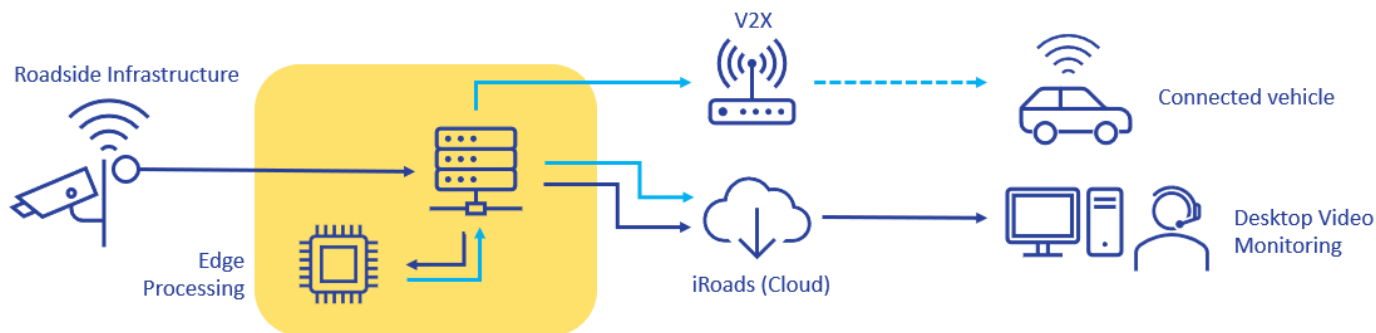 V2X
Roadside Infrastructure
Connected vehicle
Edge
Processing
iRoads (Cloud)
Desktop Video
Monitoring